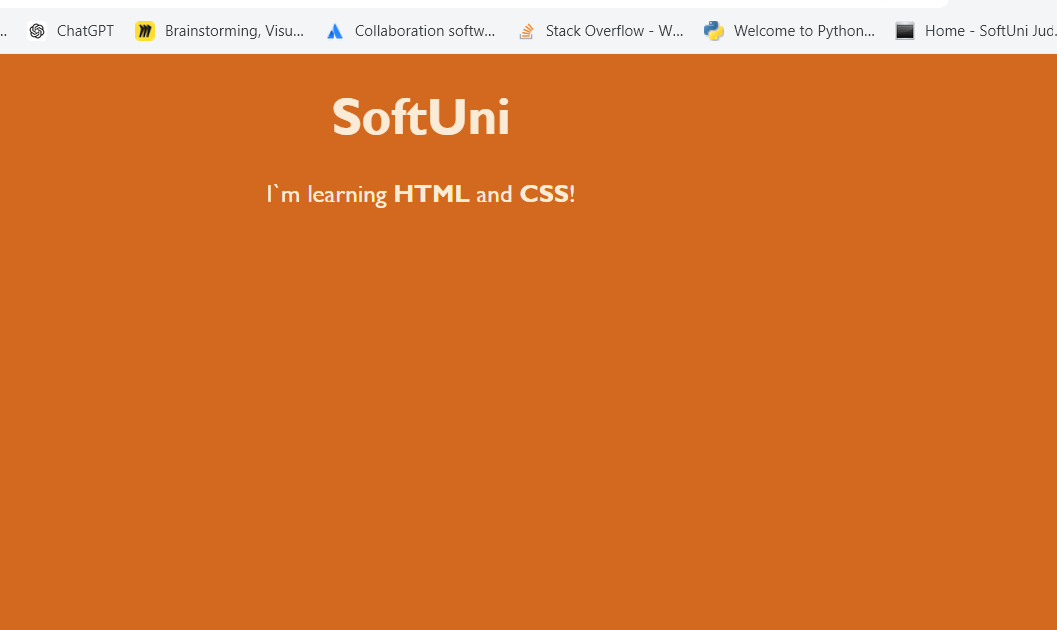 .. ChatGPT Brainstorming, Visu... Collaboration softw... Stack Overflow - W... Welcome to Python... Home - SoftUni Jud.
SoftUni
I`m learning HTML and CSS!